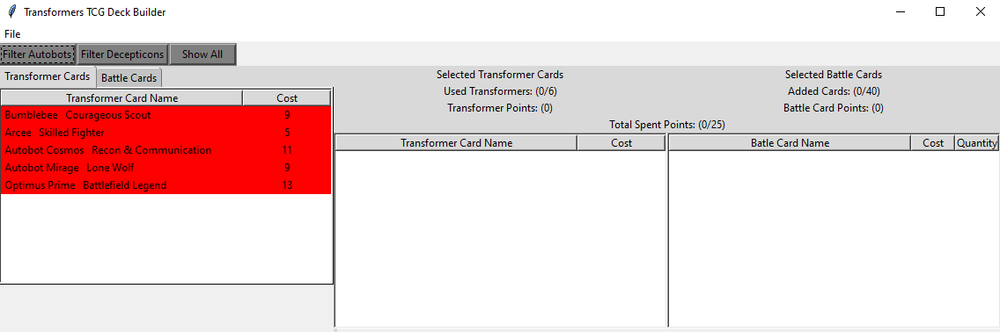 Transformers TCG Deck Builder
File
Filter Autobots Filter Decepticons Show All
Transformer Cards Battle Cards
Transformer Card Name Cost
Bumblebee Courageous Scout 9
Arcee Skilled Fighter 5
Autobot Cosmos Recon & Communication 11
Autobot Mirage Lone Wolf 9
Optimus Prime Battlefield Legend 13
Selected Transformer Cards
Used Transformers: (0/6)
Transformer Points: (0)
Selected Battle Cards
Added Cards: (0/40)
Battle Card Points: (0)
Total Spent Points: (0/25)
Transformer Card Name Cost
Batle Card Name Cost Quantity